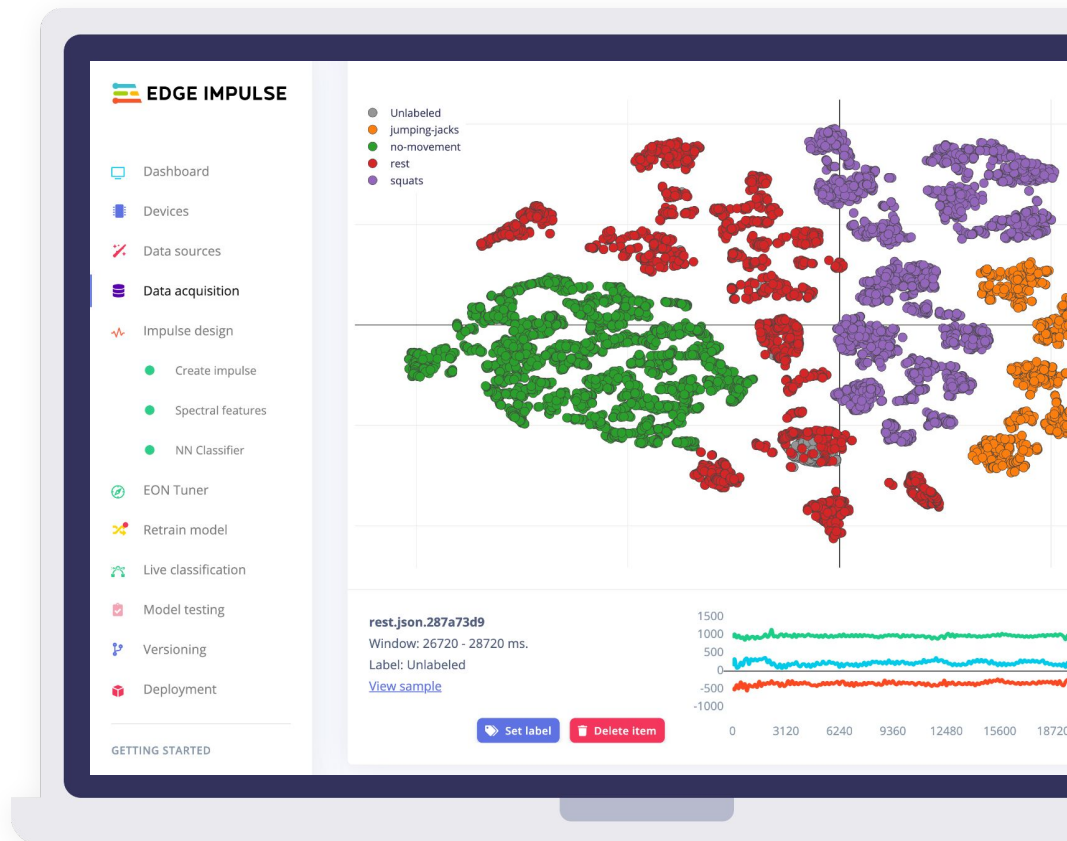 EDGE IMPULSE
Dashboard
Devices
Data sources
Data acquisition
Impulse design
Create impulse
Spectral features
NN Classifier
EON Tuner
Retrain model
Live classification
Model testing
Versioning
Deployment
GETTING STARTED
Unlabeled
jumping-jacks
no-movement
rest
squats
rest.json.287a73d9
Window: 26720 - 28720 ms.
Label: Unlabeled
View sample
Set label
Delete item
1500
1000
500
0
-500
-1000
0 3120 6240 9360 12480 15600 18720